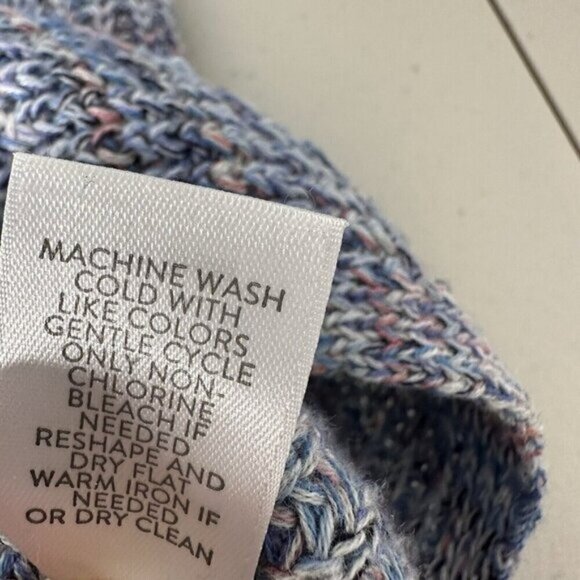 MACHINE WASH
COLD WITH
LIKE COLORS
GENTLE CYCLE
ONLY NON-
CHLORINE
BLEACH IF
NEEDED
RESHAPE AND
DRY FLAT
WARM IRON IF
NEEDED
OR DRY CLEAN